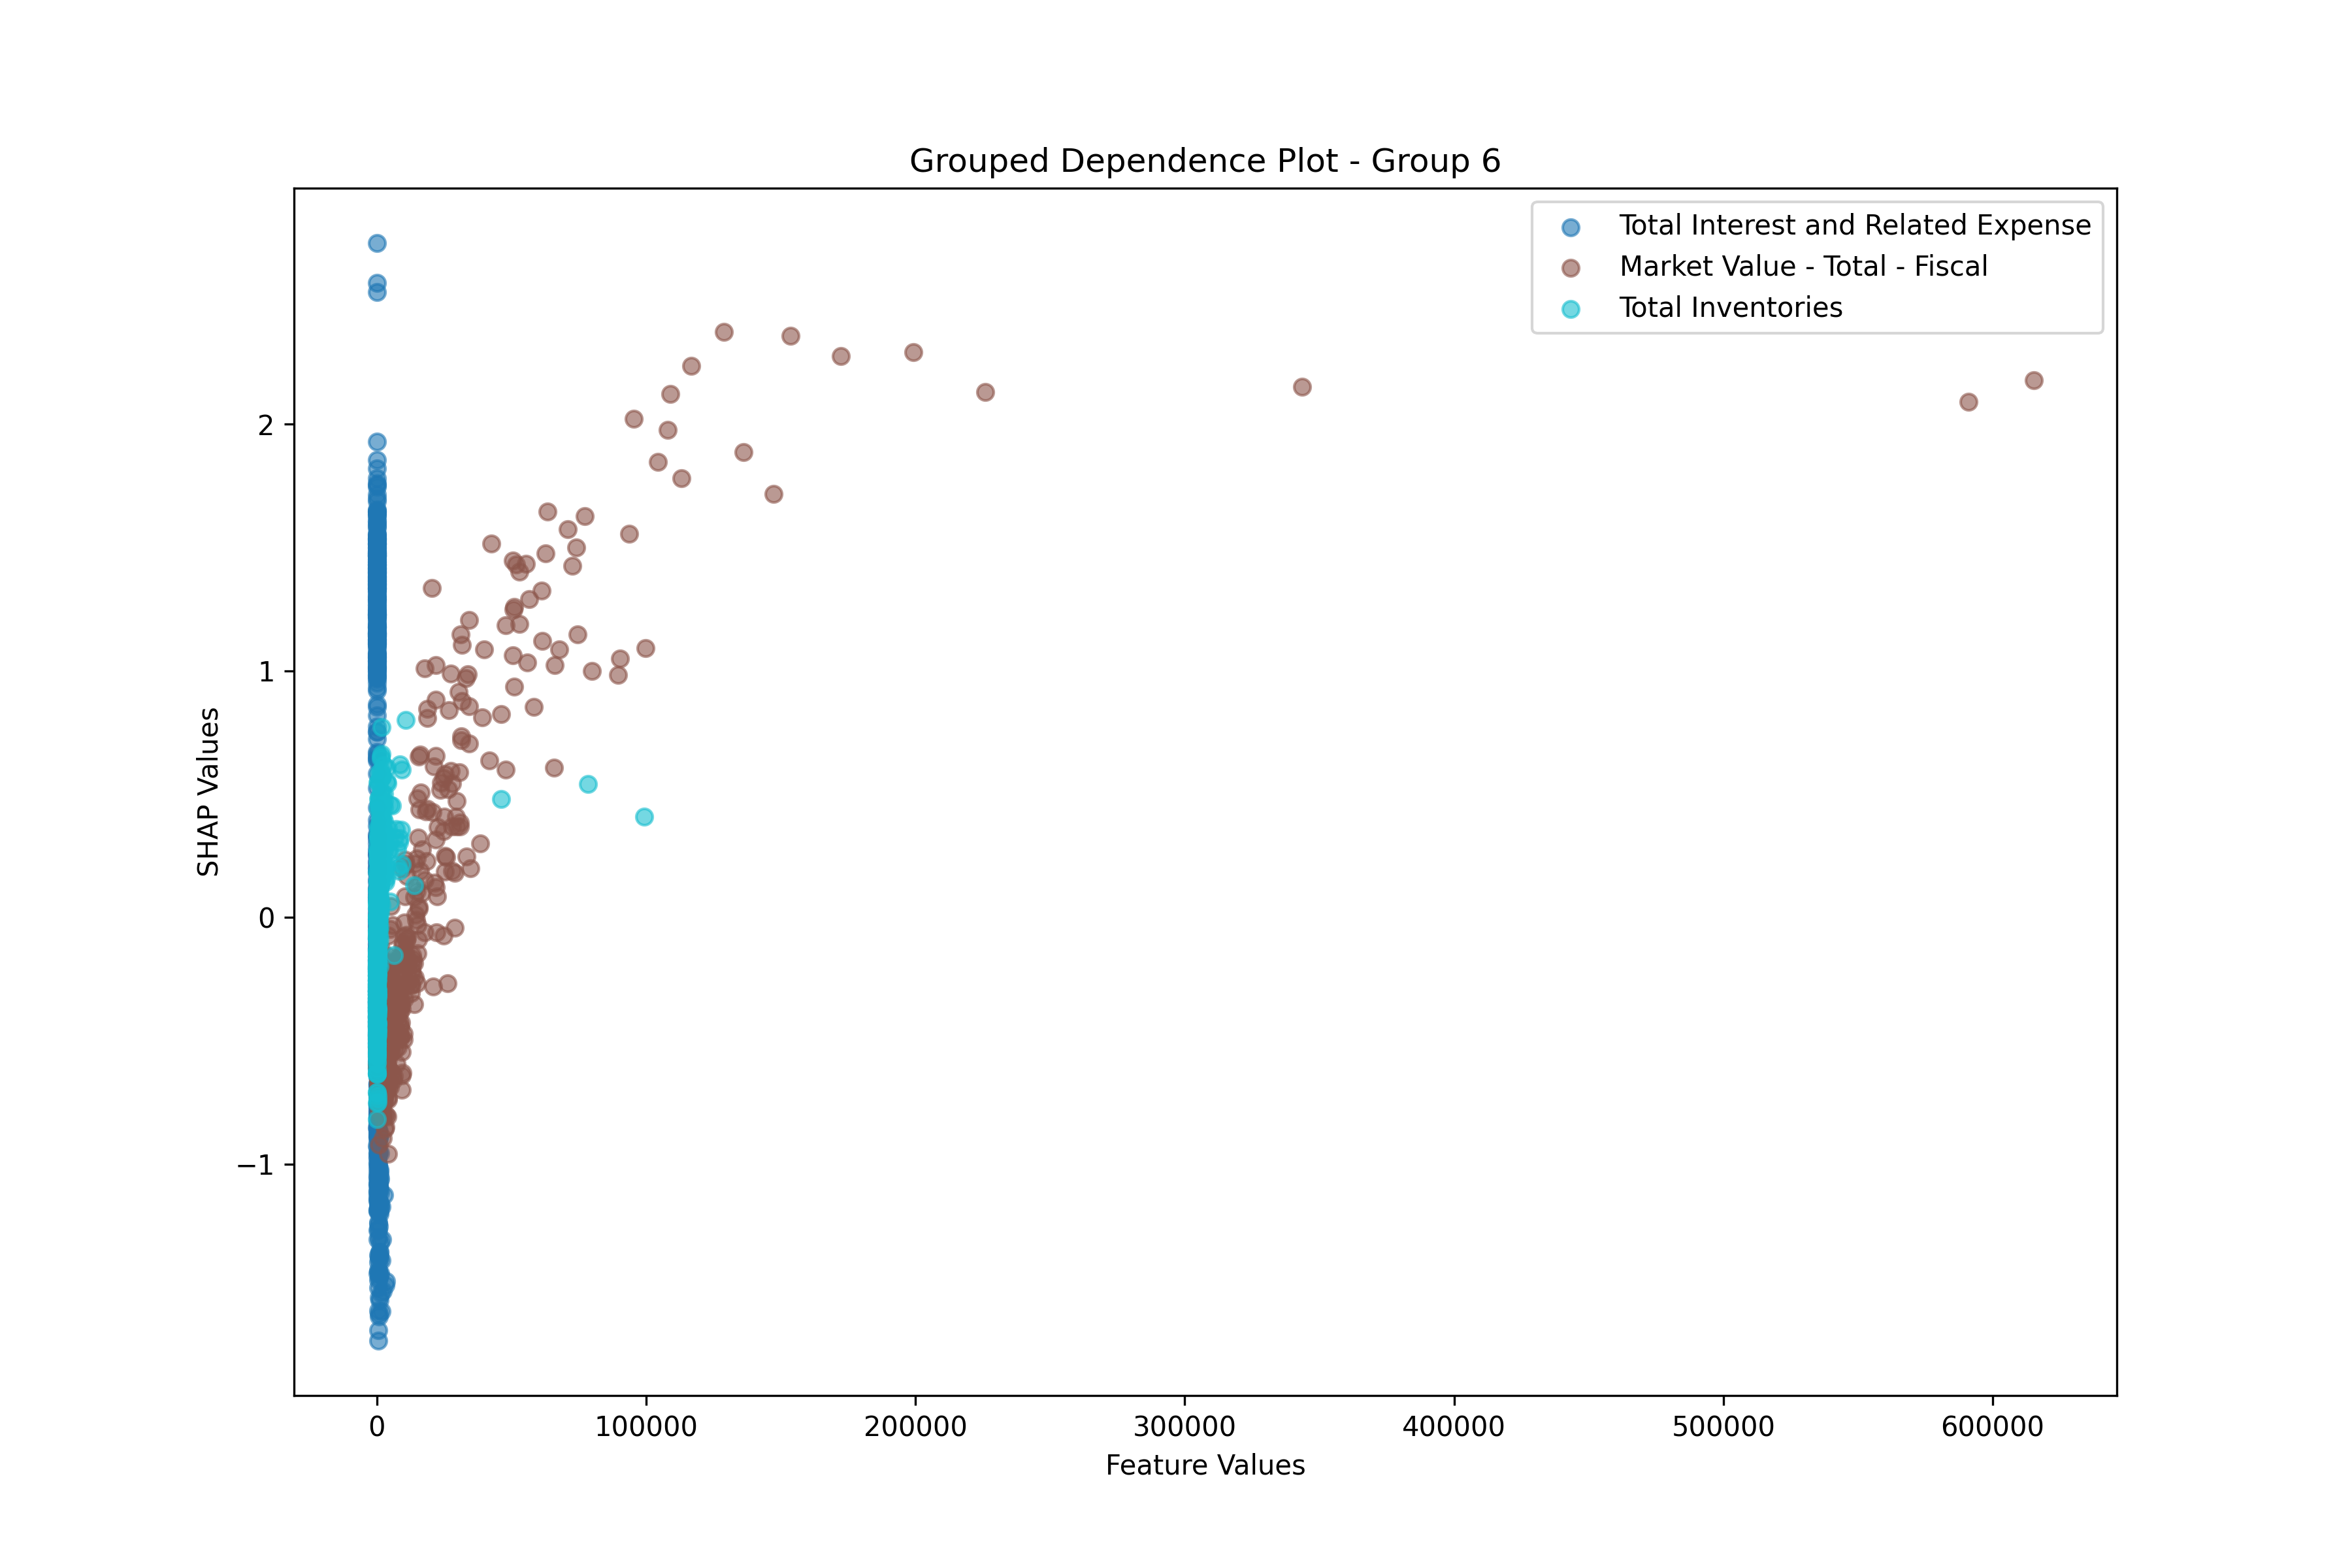 Grouped Dependence Plot - Group 6
Total Interest and Related Expense
Market Value - Total - Fiscal
Total Inventories
SHAP Values
2
1
0
−1
0 100000 200000 300000 400000 500000 600000
Feature Values